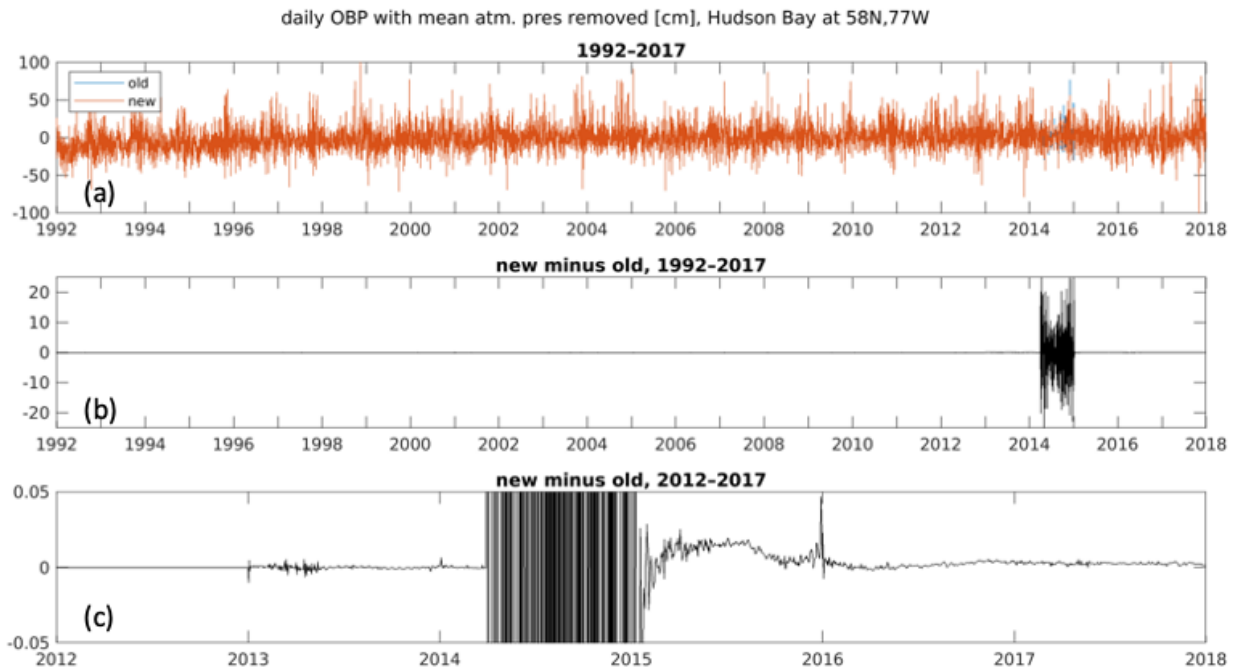 daily OBP with mean atm. pres removed [cm], Hudson Bay at 58N,77W
1992–2017
100
50
0
-50
-100
old
new
(a)
1992 1994 1996 1998 2000 2002 2004 2006 2008 2010 2012 2014 2016 2018
new minus old, 1992–2017
20
10
0
-10
-20
(b)
1992 1994 1996 1998 2000 2002 2004 2006 2008 2010 2012 2014 2016 2018
new minus old, 2012–2017
0.05
0
-0.05
(c)
2012 2013 2014 2015 2016 2017 2018